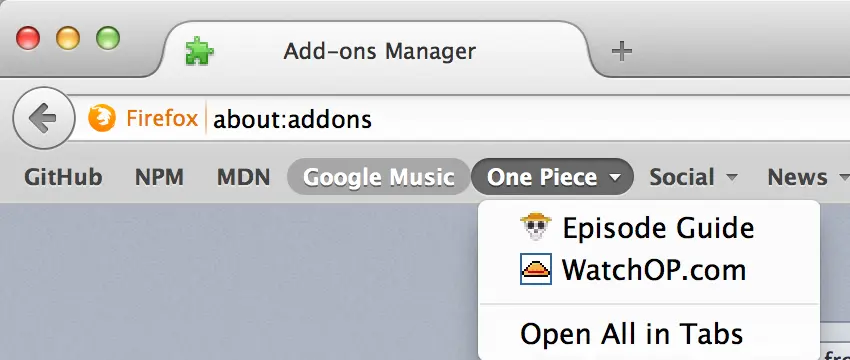 Add-ons Manager
Firefox about:addons
GitHub NPM MDN Google Music One Piece Social News
Episode Guide
WatchOP.com
Open All in Tabs